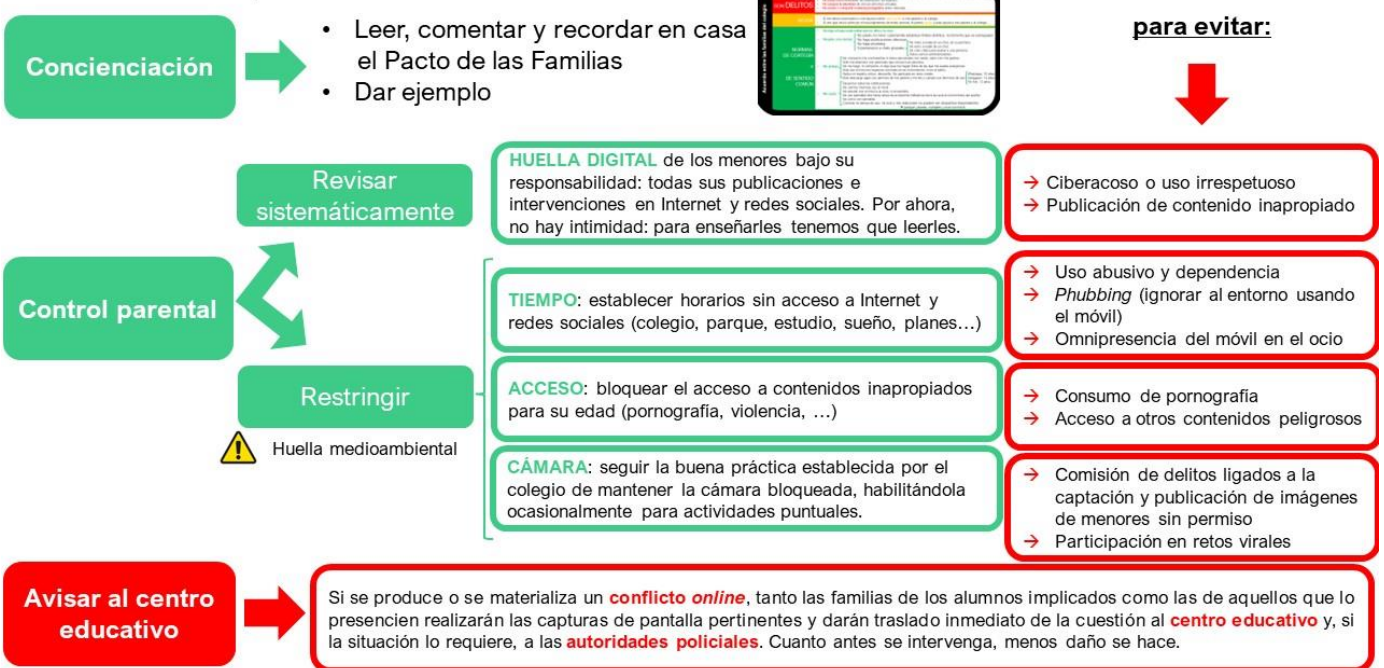 Concienciación
• Leer, comentar y recordar en casa
el Pacto de las Familias
• Dar ejemplo
SON DELITOS
NORMAS
DE CORTESÍA
Y
DE SENTIDO
COMÚN
para evitar:
Control parental
Revisar
sistemáticamente
HUELLA DIGITAL de los menores bajo su
responsabilidad: todas sus publicaciones e
intervenciones en Internet y redes sociales. Por ahora,
no hay intimidad: para enseñarles tenemos que leerles.
→ Ciberacoso o uso irrespetuoso
→ Publicación de contenido inapropiado
Restringir
Huella medioambiental
TIEMPO: establecer horarios sin acceso a Internet y
redes sociales (colegio, parque, estudio, sueño, planes…)
→ Uso abusivo y dependencia
→ Phubbing (ignorar al entorno usando
el móvil)
→ Omnipresencia del móvil en el ocio
ACCESO: bloquear el acceso a contenidos inapropiados
para su edad (pornografía, violencia, …)
→ Consumo de pornografía
→ Acceso a otros contenidos peligrosos
CÁMARA: seguir la buena práctica establecida por el
colegio de mantener la cámara bloqueada, habilitándola
ocasionalmente para actividades puntuales.
→ Comisión de delitos ligados a la
captación y publicación de imágenes
de menores sin permiso
→ Participación en retos virales
Avisar al centro
educativo
Si se produce o se materializa un conflicto online, tanto las familias de los alumnos implicados como las de aquellos que lo
presencien realizarán las capturas de pantalla pertinentes y darán traslado inmediato de la cuestión al centro educativo y, si
la situación lo requiere, a las autoridades policiales. Cuanto antes se intervenga, menos daño se hace.